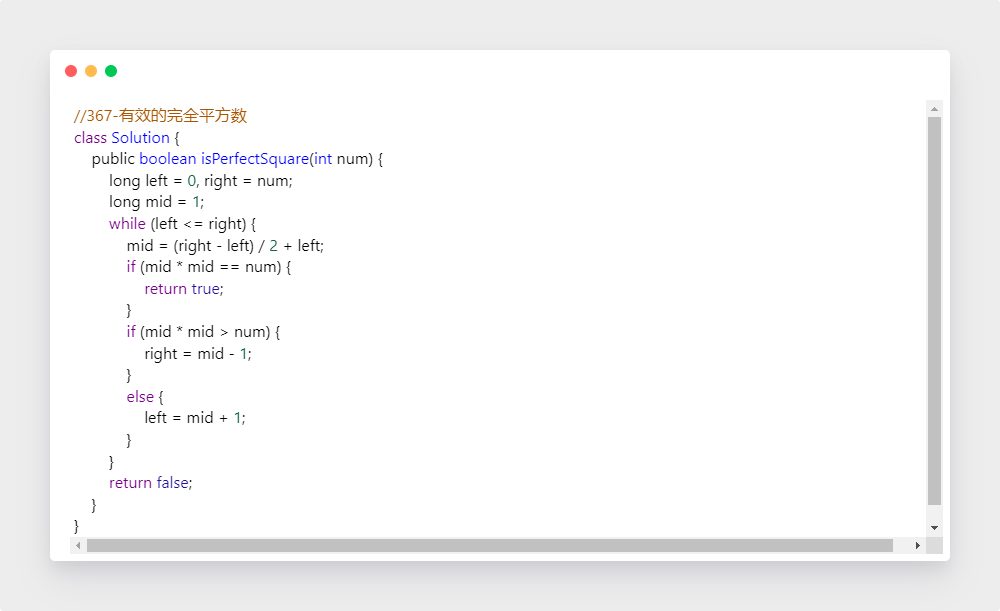 //367-有效的完全平方数
class Solution {
    public boolean isPerfectSquare(int num) {
        long left = 0, right = num;
        long mid = 1;
        while (left <= right) {
            mid = (right - left) / 2 + left;
            if (mid * mid == num) {
                return true;
            }
            if (mid * mid > num) {
                right = mid - 1;
            }
            else {
                left = mid + 1;
            }
        }
        return false;
    }
}